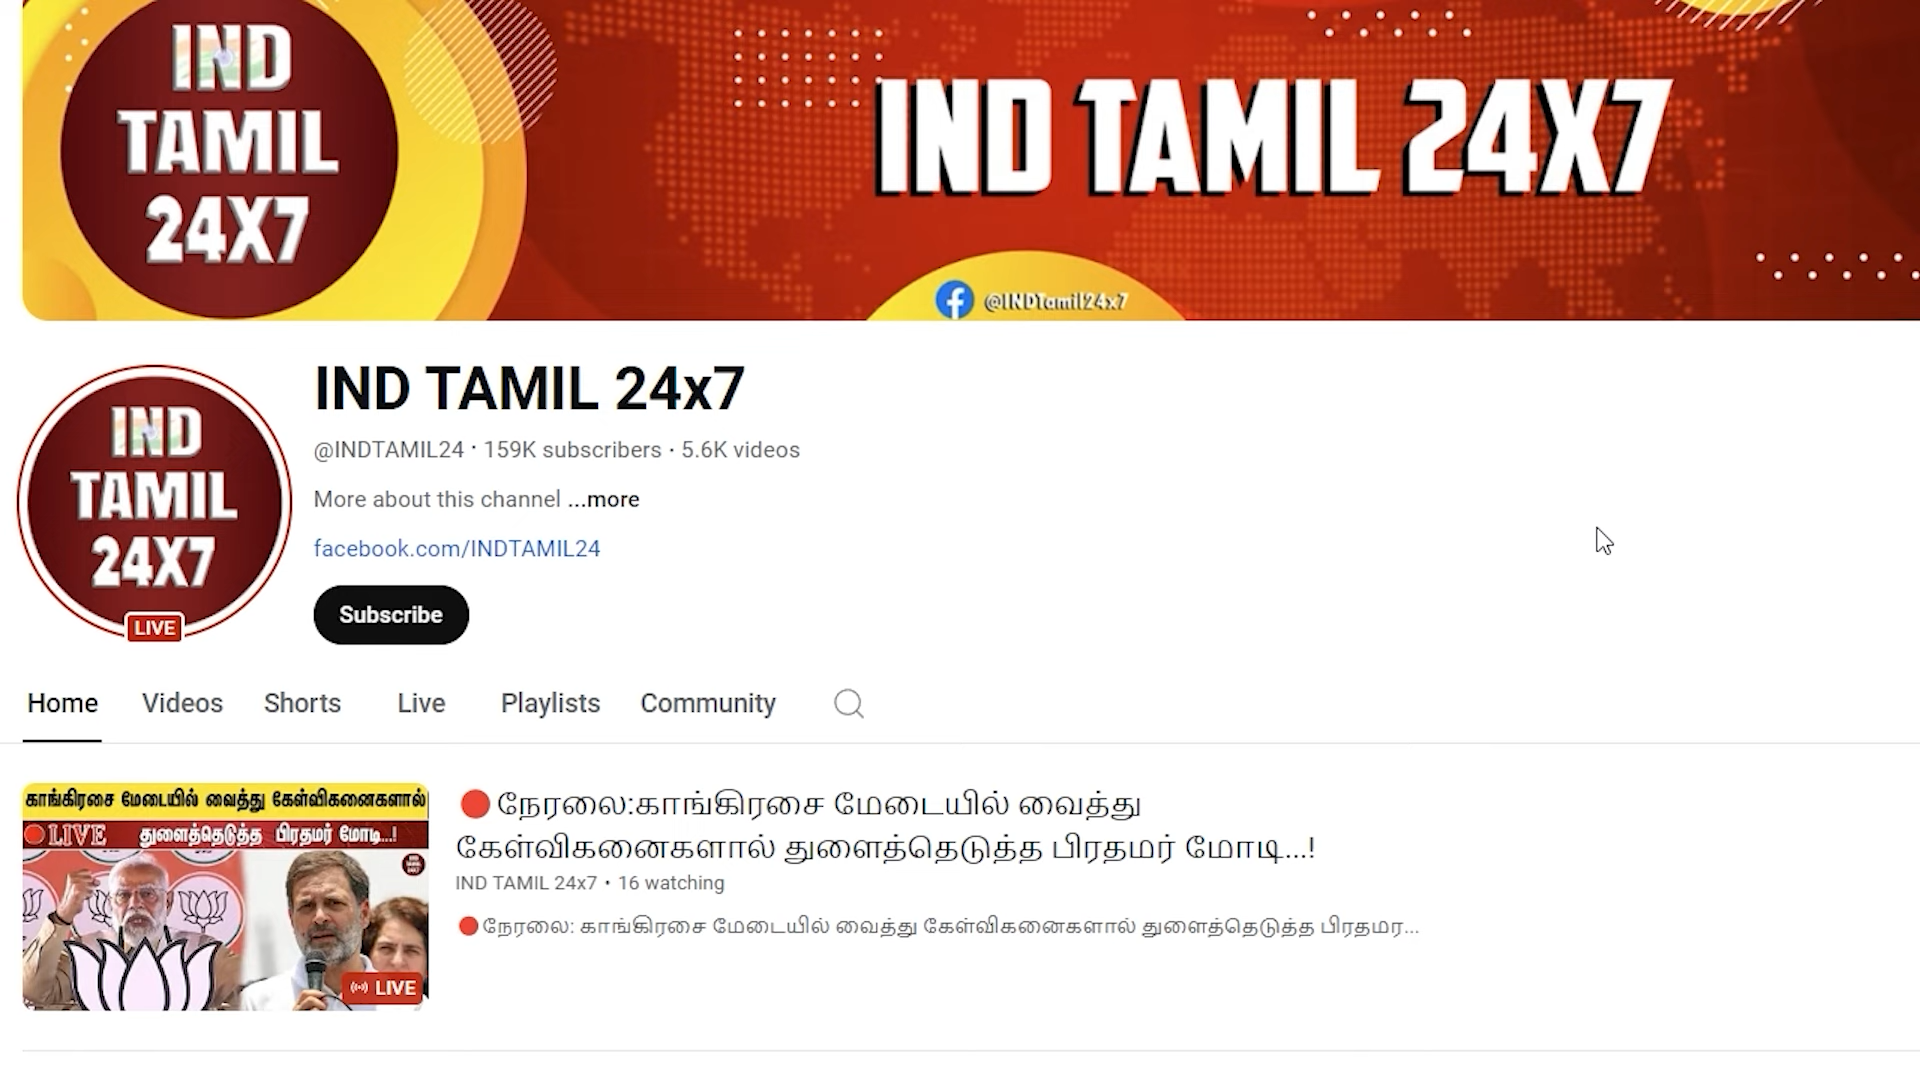 IND
TAMIL
24X7
IND TAMIL 24X7
@INDTamil24x7
IND
TAMIL
24X7
LIVE
IND TAMIL 24x7
@INDTAMIL24 · 159K subscribers · 5.6K videos
More about this channel ...more
facebook.com/INDTAMIL24
Subscribe
Home Videos Shorts Live Playlists Community
காங்கிரசை மேடையில் வைத்து கேள்விகனைகளால்
LIVE துளைத்தெடுத்த பிரதமர் மோடி...!
LIVE
🔴நேரலை:காங்கிரசை மேடையில் வைத்து
கேள்விகனைகளால் துளைத்தெடுத்த பிரதமர் மோடி...!
IND TAMIL 24x7 • 16 watching
🔴நேரலை: காங்கிரசை மேடையில் வைத்து கேள்விகனைகளால் துளைத்தெடுத்த பிரதமர...